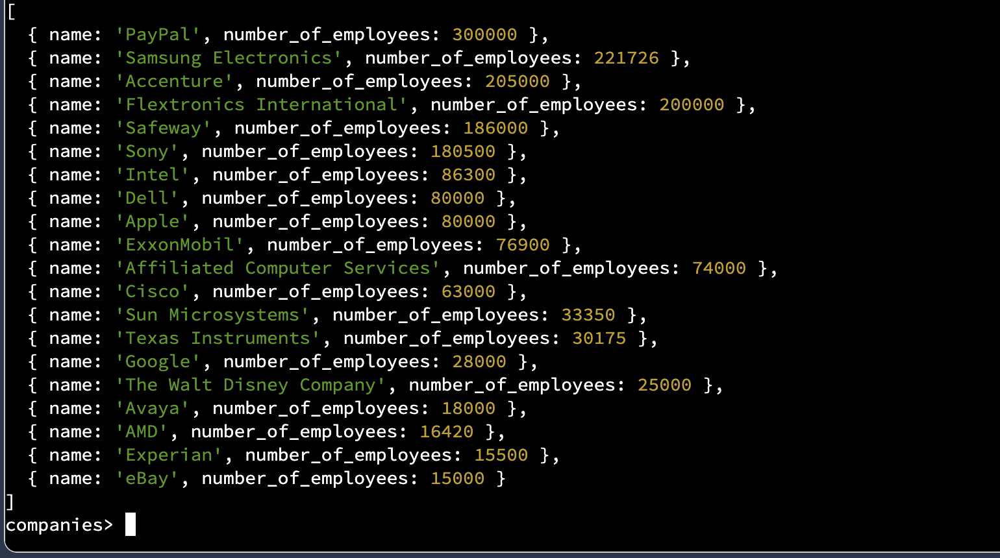 [
  { name: 'PayPal', number_of_employees: 300000 },
  { name: 'Samsung Electronics', number_of_employees: 221726 },
  { name: 'Accenture', number_of_employees: 205000 },
  { name: 'Flextronics International', number_of_employees: 200000 },
  { name: 'Safeway', number_of_employees: 186000 },
  { name: 'Sony', number_of_employees: 180500 },
  { name: 'Intel', number_of_employees: 86300 },
  { name: 'Dell', number_of_employees: 80000 },
  { name: 'Apple', number_of_employees: 80000 },
  { name: 'ExxonMobil', number_of_employees: 76900 },
  { name: 'Affiliated Computer Services', number_of_employees: 74000 },
  { name: 'Cisco', number_of_employees: 63000 },
  { name: 'Sun Microsystems', number_of_employees: 33350 },
  { name: 'Texas Instruments', number_of_employees: 30175 },
  { name: 'Google', number_of_employees: 28000 },
  { name: 'The Walt Disney Company', number_of_employees: 25000 },
  { name: 'Avaya', number_of_employees: 18000 },
  { name: 'AMD', number_of_employees: 16420 },
  { name: 'Experian', number_of_employees: 15500 },
  { name: 'eBay', number_of_employees: 15000 }
]
companies>